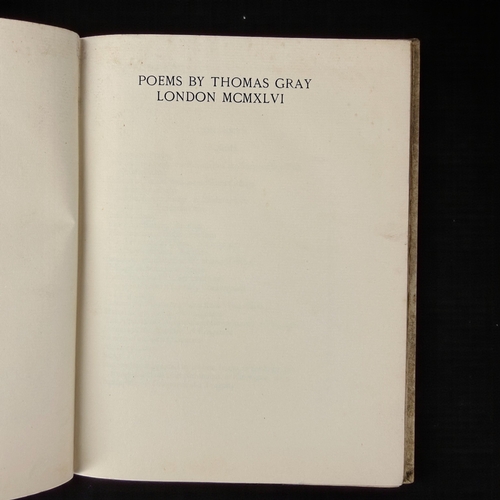 POEMS BY THOMAS GRAY
LONDON MCMXLVI